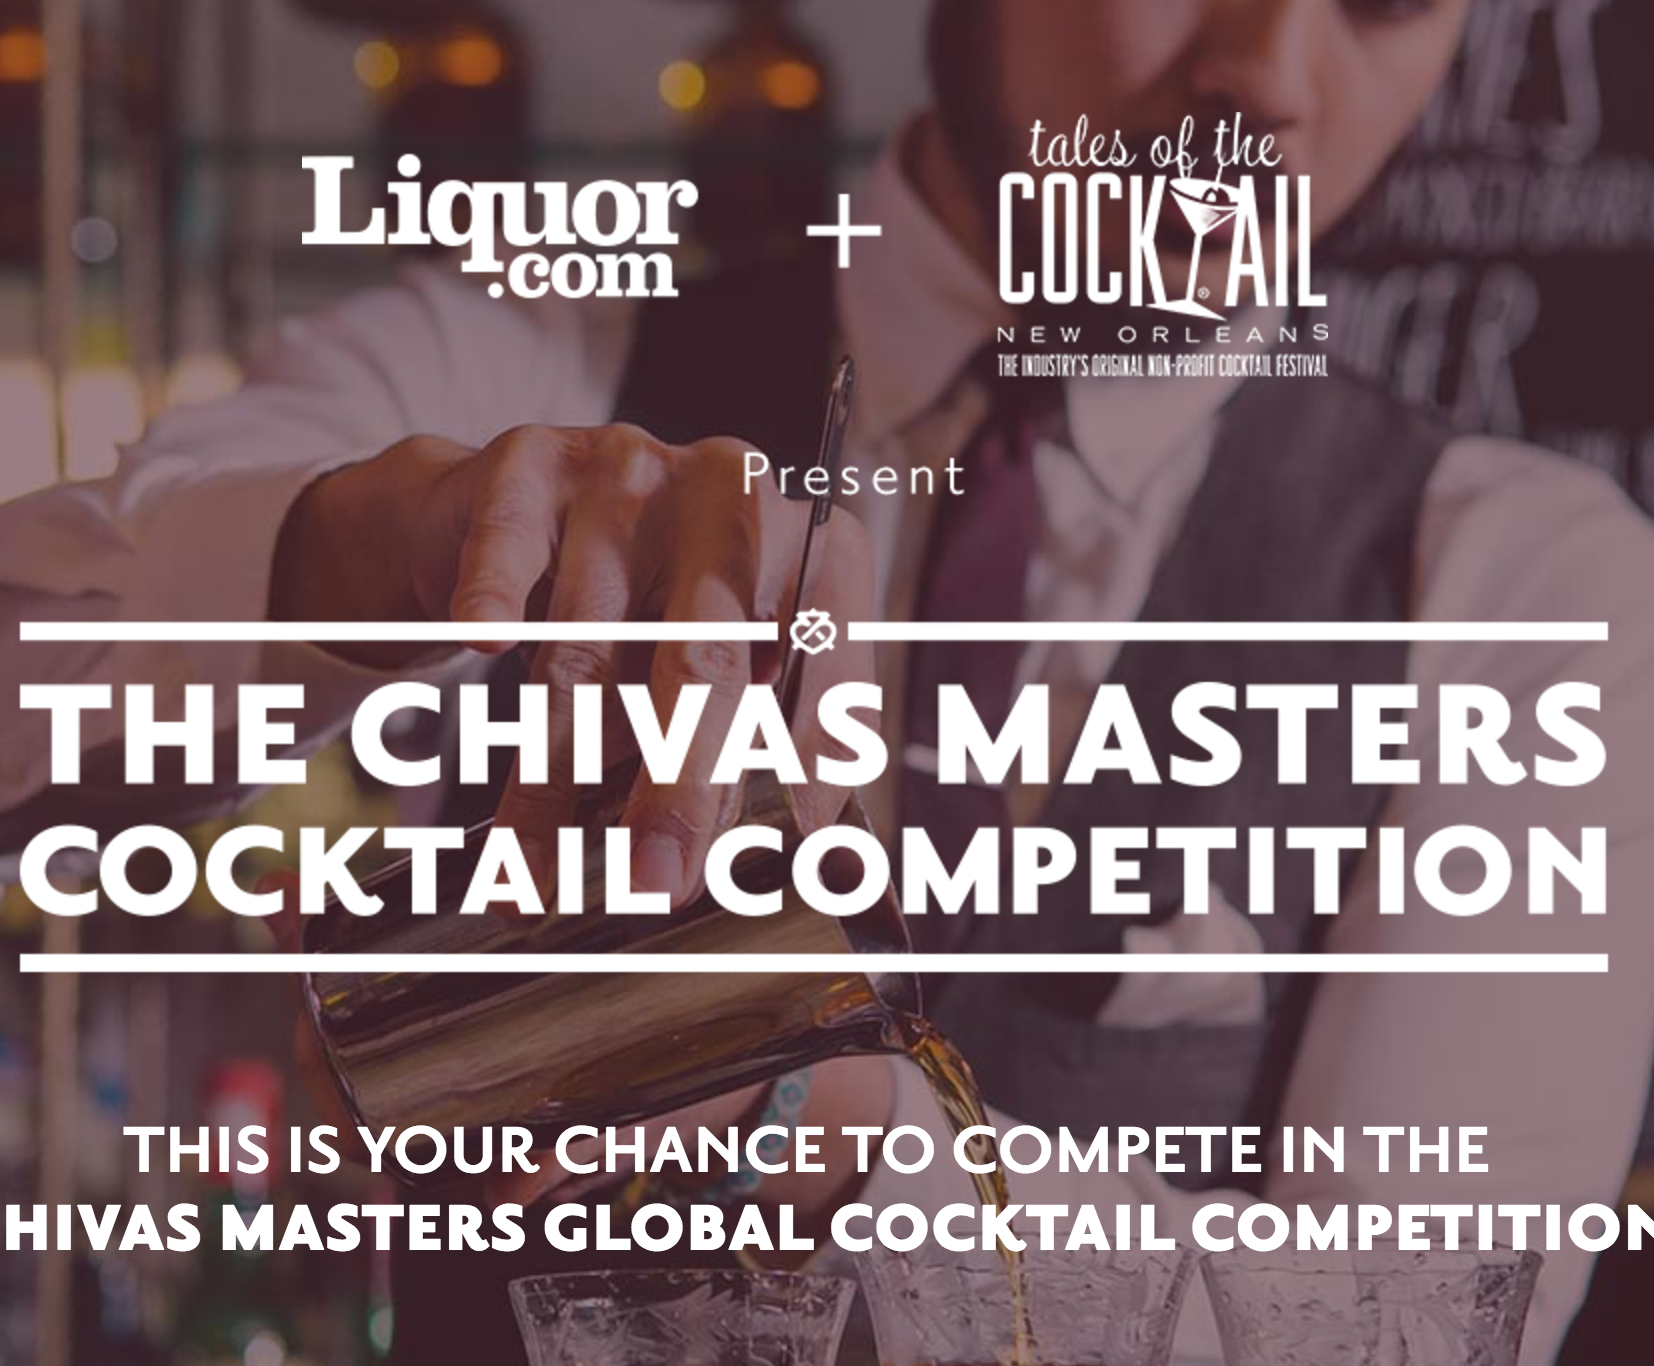 Liquor
.com
+
tales of the
COCKTAIL
®
NEW ORLEANS
THE INDUSTRY'S ORIGINAL NON-PROFIT COCKTAIL FESTIVAL
Present
THE CHIVAS MASTERS
COCKTAIL COMPETITION
THIS IS YOUR CHANCE TO COMPETE IN THE
HIVAS MASTERS GLOBAL COCKTAIL COMPETITION